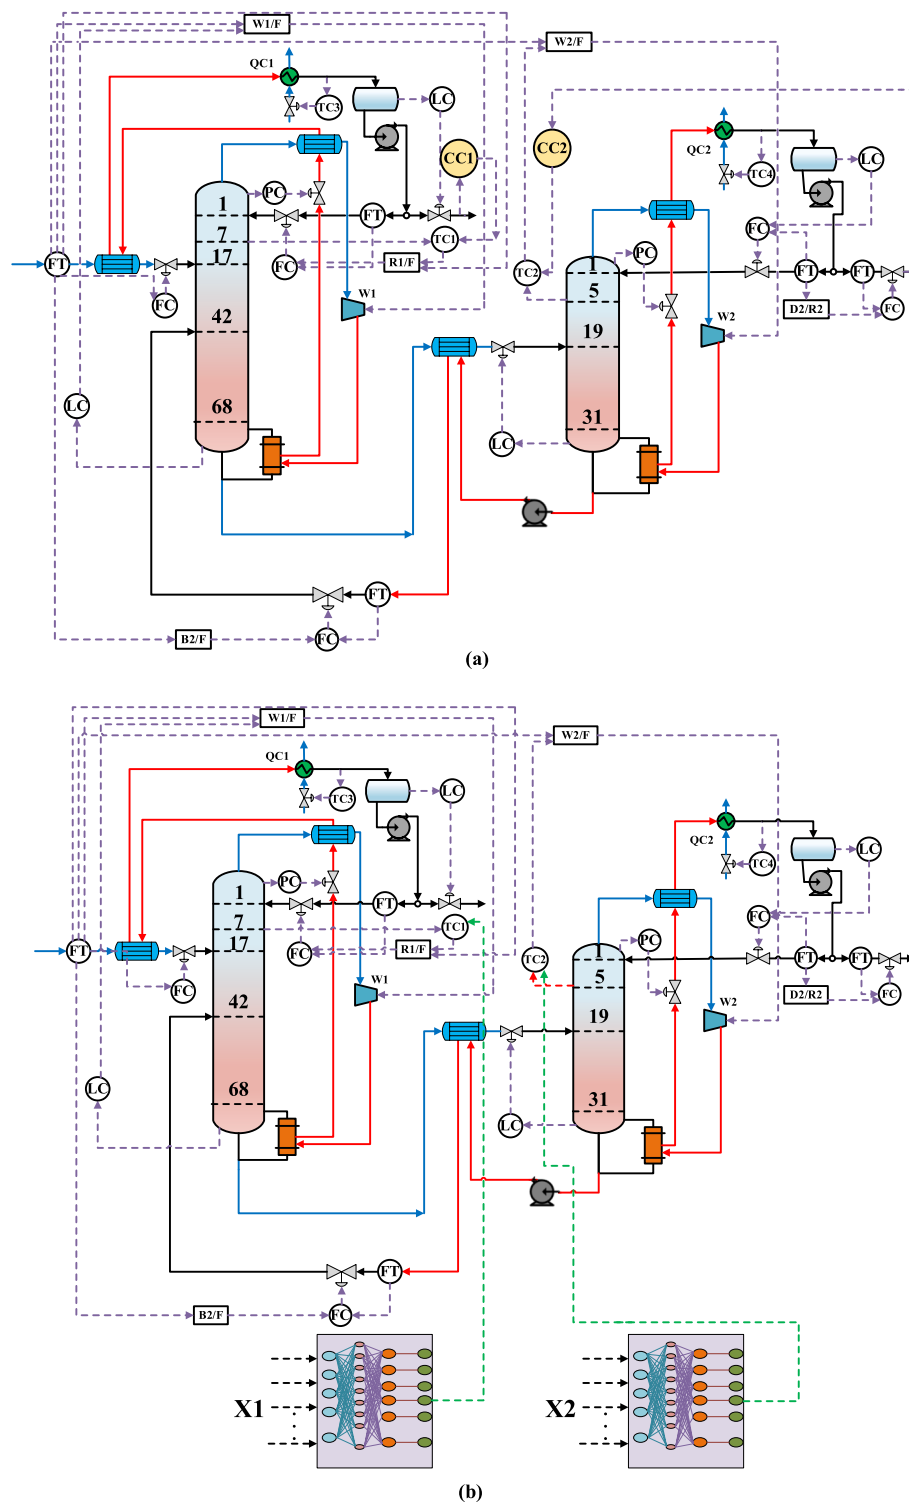 W1/F
W2/F
QC1
TC3
LC
CC1
CC2
QC2
TC4
LC
PC
1
FT
FC
7
TC1
PC
FT
17
FC
R1/F
TC2
1
FT
FT
FC
5
D2/R2
FC
W1
W2
42
19
LC
68
31
LC
FT
B2/F
FC
(a)
W1/F
W2/F
QC1
TC3
LC
QC2
TC4
LC
PC
1
FT
FC
7
TC1
PC
FT
17
FC
R1/F
TC2
1
FT
FT
FC
5
D2/R2
FC
W1
W2
42
19
LC
68
31
LC
FT
B2/F
FC
X1
X2
(b)